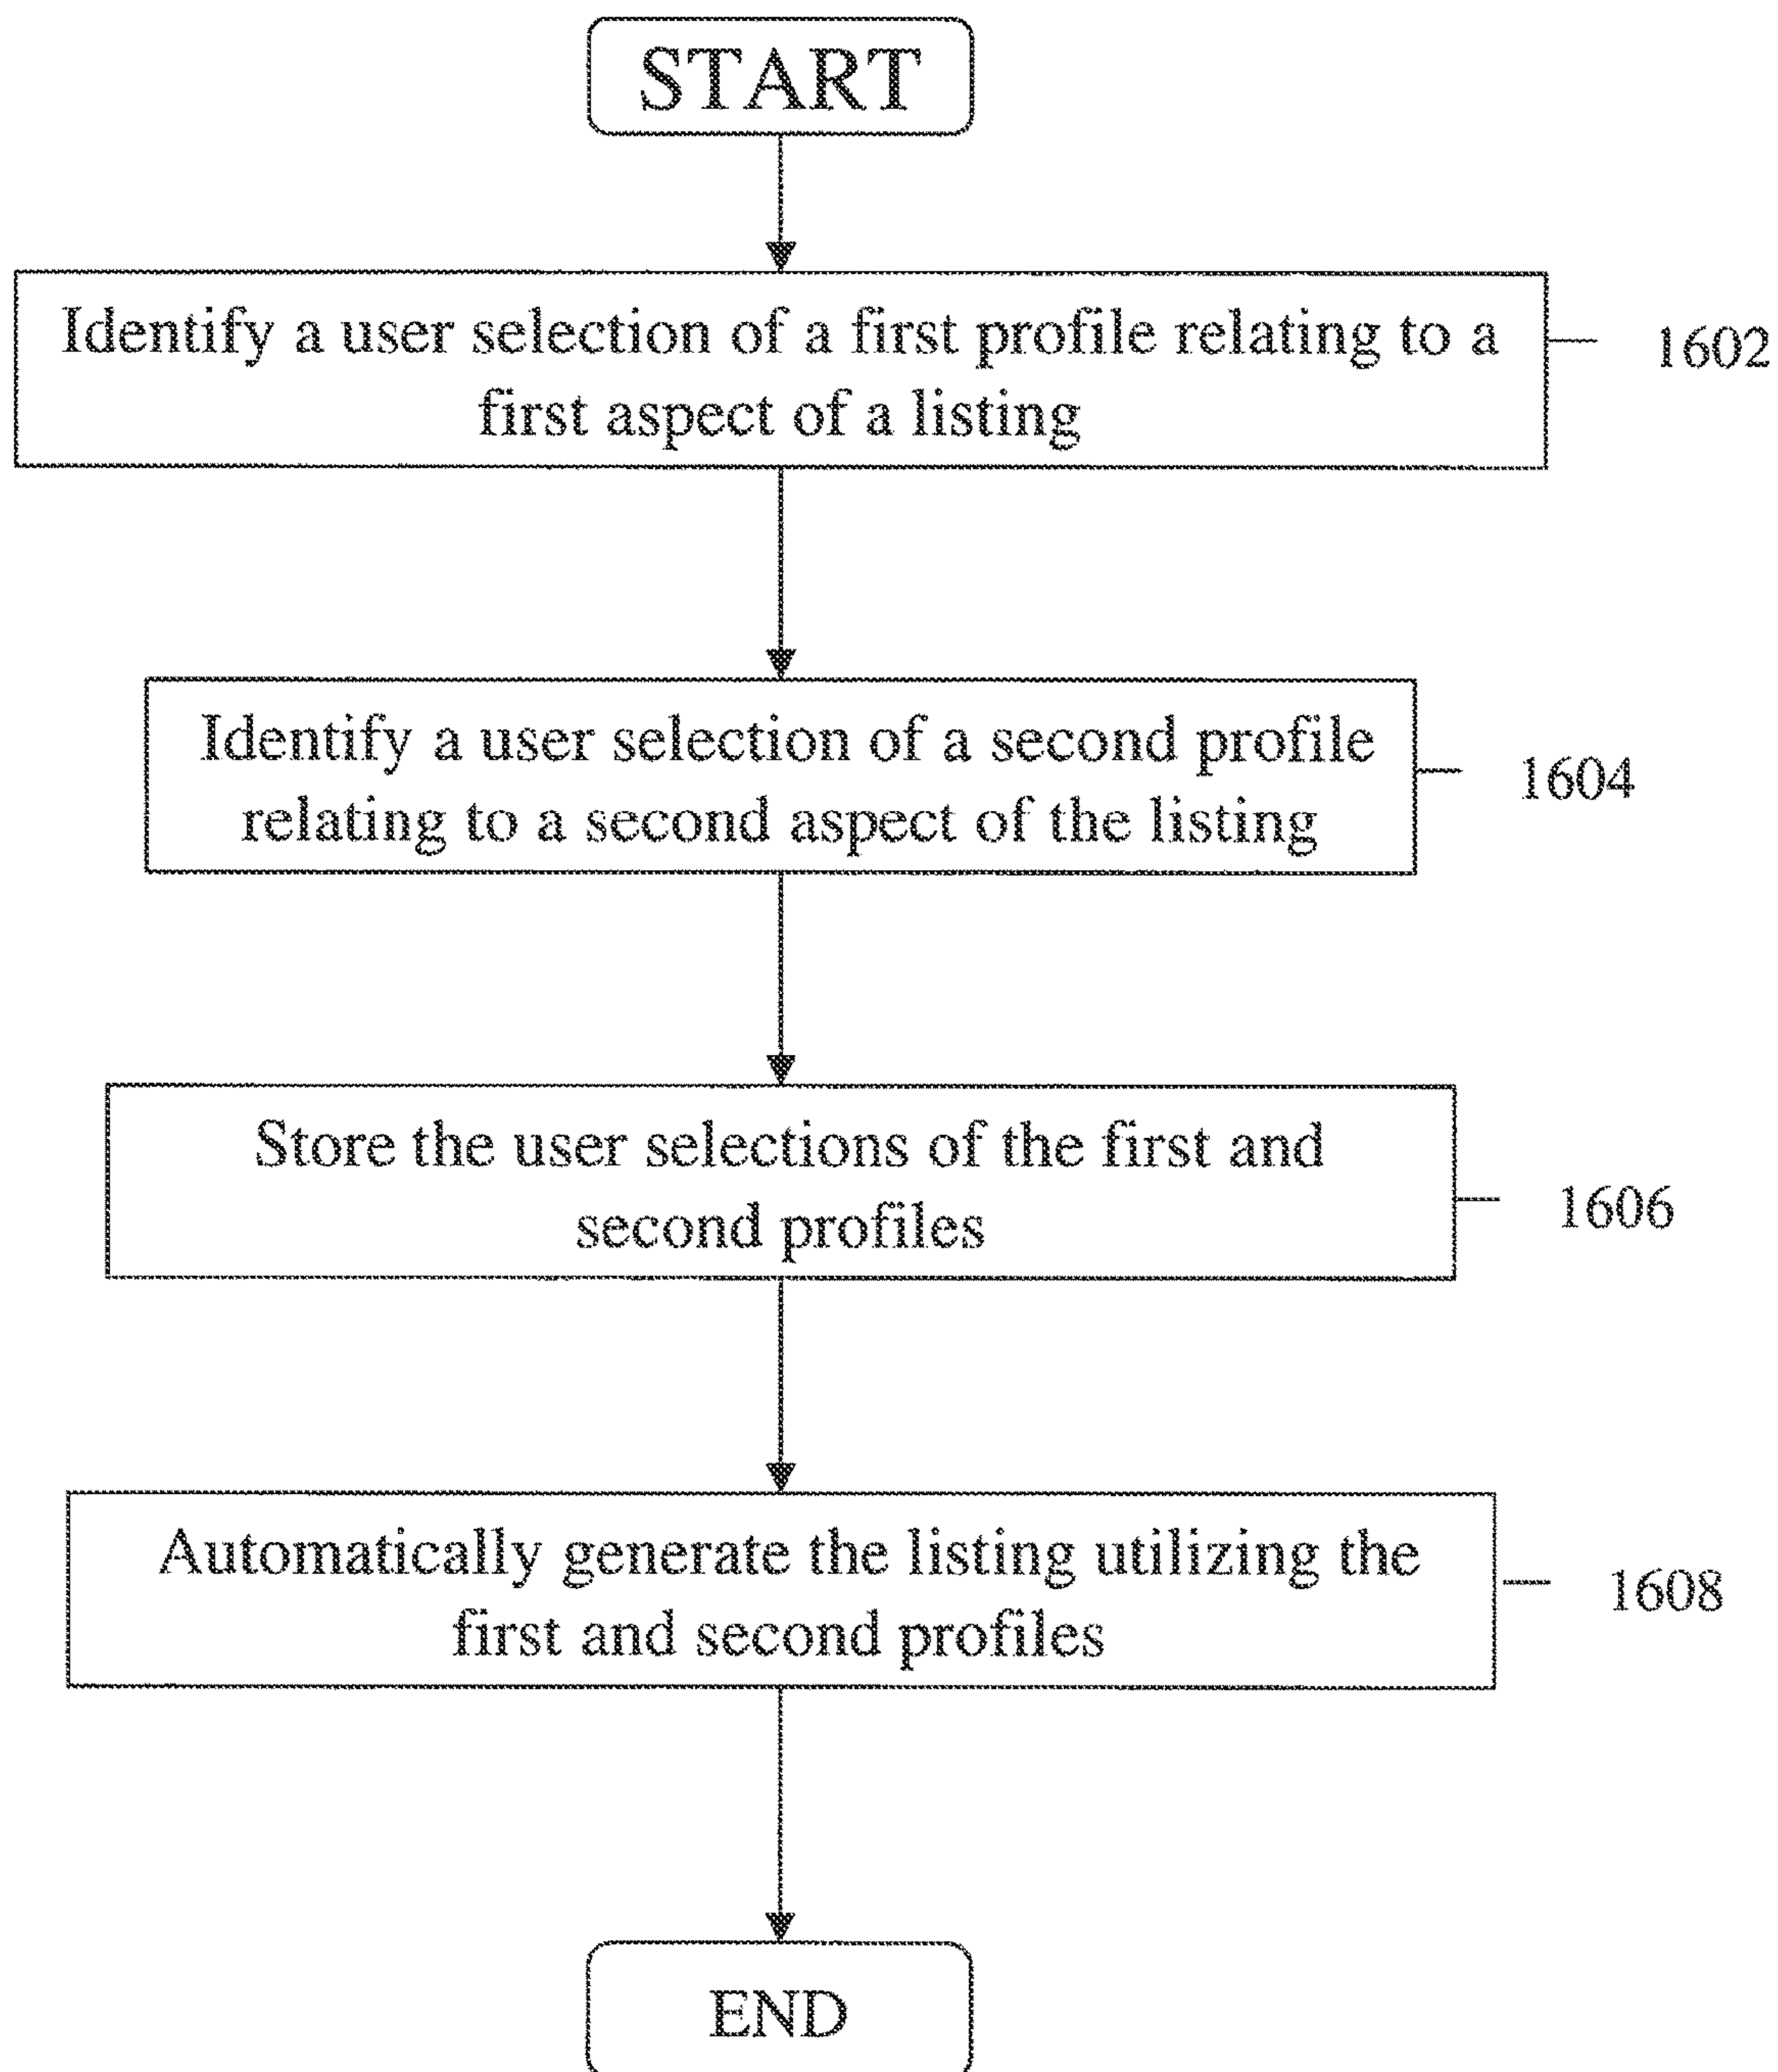 START
Identify a user selection of a first profile relating to a
first aspect of a listing
1602
Identify a user selection of a second profile
relating to a second aspect of the listing
1604
Store the user selections of the first and
second profiles
1606
Automatically generate the listing utilizing the
first and second profiles
1608
END